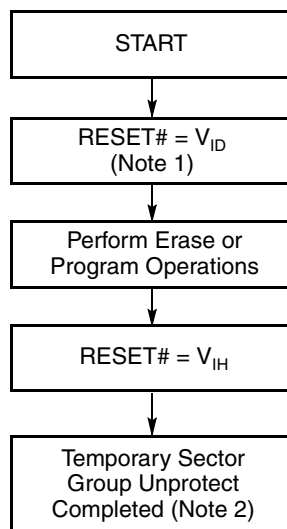 START
RESET# = V_ID
(Note 1)
Perform Erase or
Program Operations
RESET# = V_IH
Temporary Sector
Group Unprotect
Completed (Note 2)